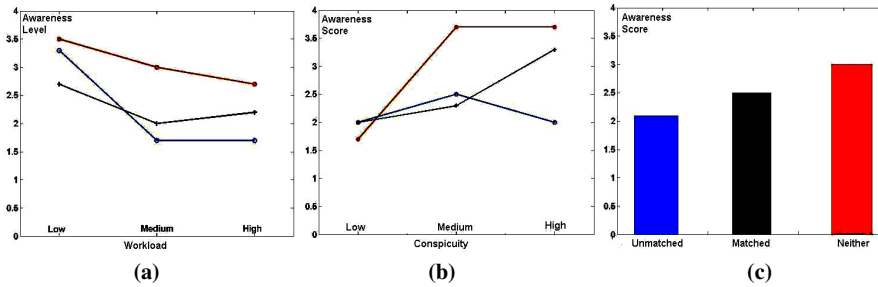 Awareness
Level
4
3.5
3
2.5
2
1.5
1
0.5
0
Low Medium High
Workload
(a)
Awareness
Score
4
3.5
3
2.5
2
1.5
1
0.5
0
Low Medium High
Conspicuity
(b)
Awareness
Score
4
3.5
3
2.5
2
1.5
1
0.5
0
Unmatched Matched Neither
(c)